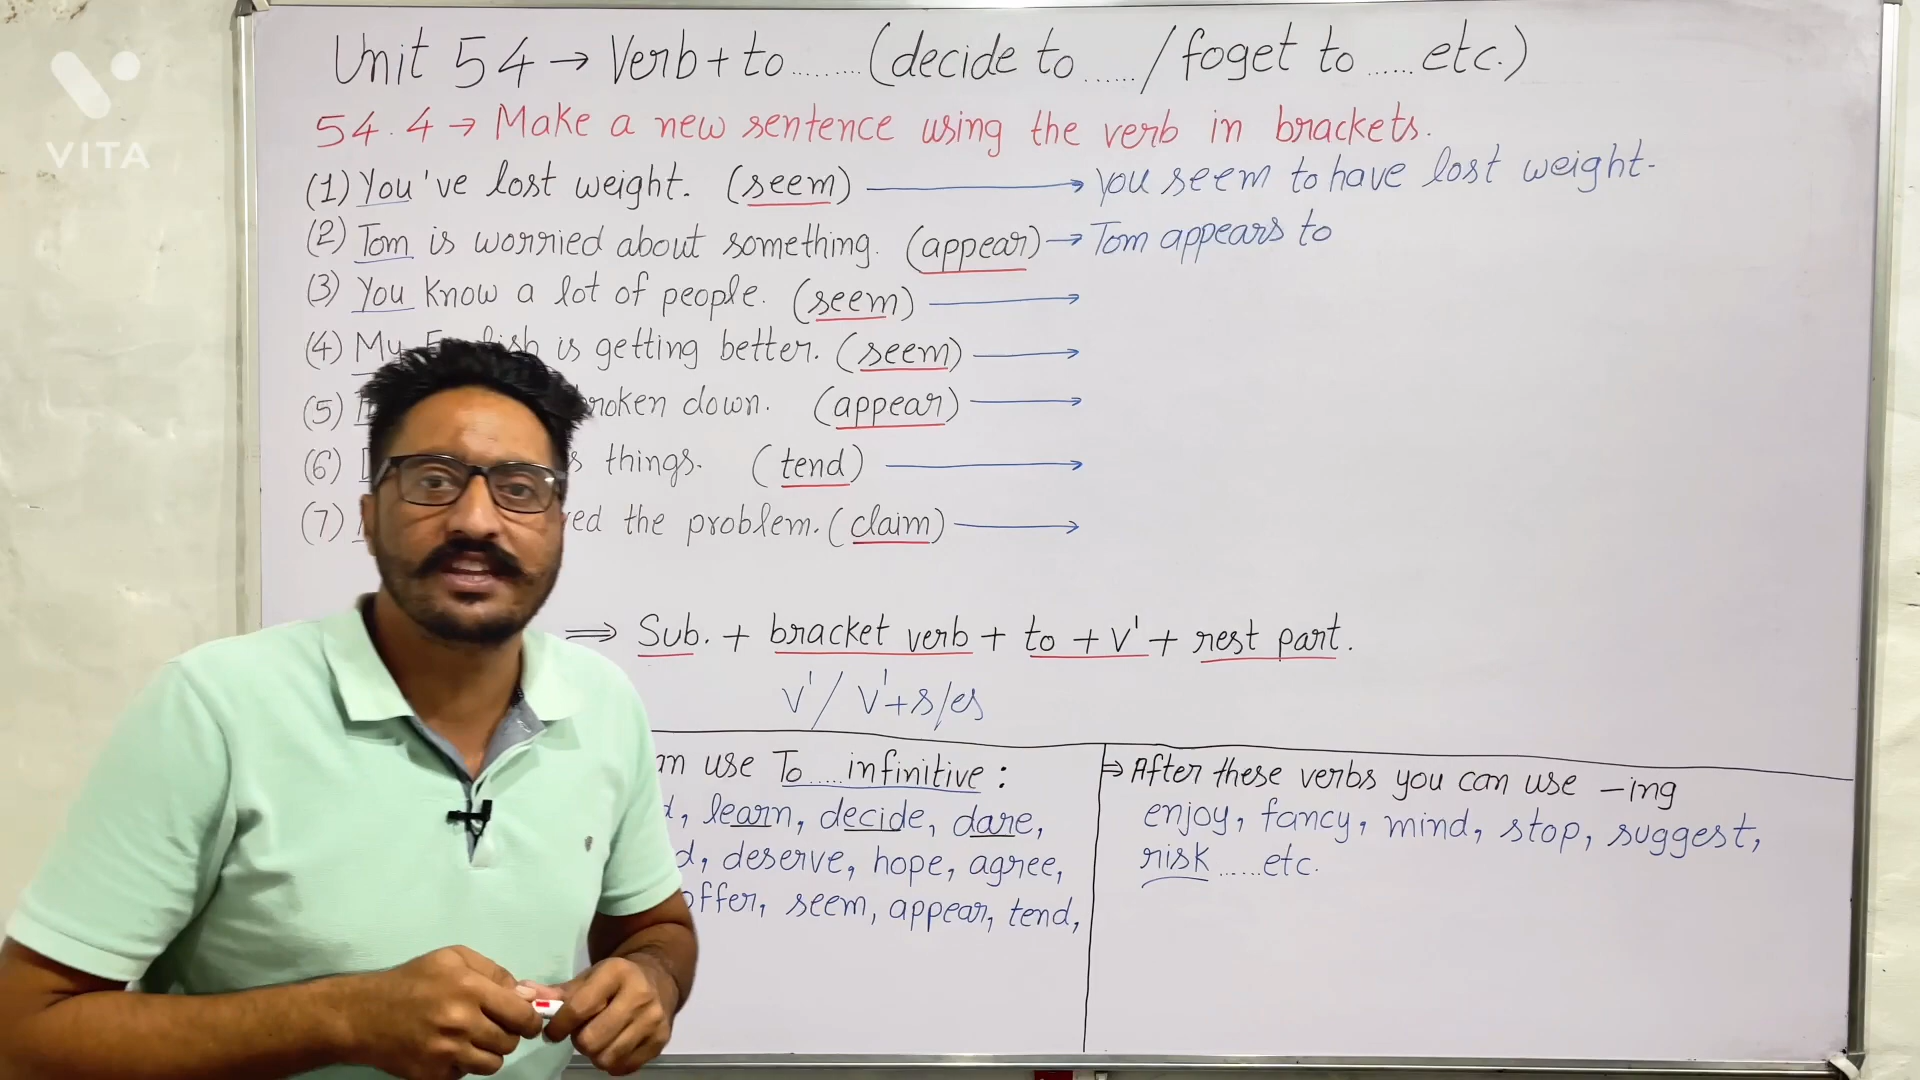 VITA
Unit 54 → Verb + to ........ (decide to ...... / foget to ...... etc.)
54.4 → Make a new sentence using the verb in brackets.
(1) You've lost weight. (seem) → You seem to have lost weight.
(2) Tom is worried about something. (appear) → Tom appears to
(3) You know a lot of people. (seem) →
(4) My English is getting better. (seem) →
(5) roken down. (appear) →
(6) s things. (tend) →
(7) ed the problem. (claim) →
⇒ Sub. + bracket verb + to + V' + rest part.
V' / V'+s/es
an use To ..... infinitive :
, learn, decide, dare,
d, deserve, hope, agree,
offer, seem, appear, tend,
⇒ After these verbs you can use -ing
enjoy, fancy, mind, stop, suggest,
risk ...... etc.